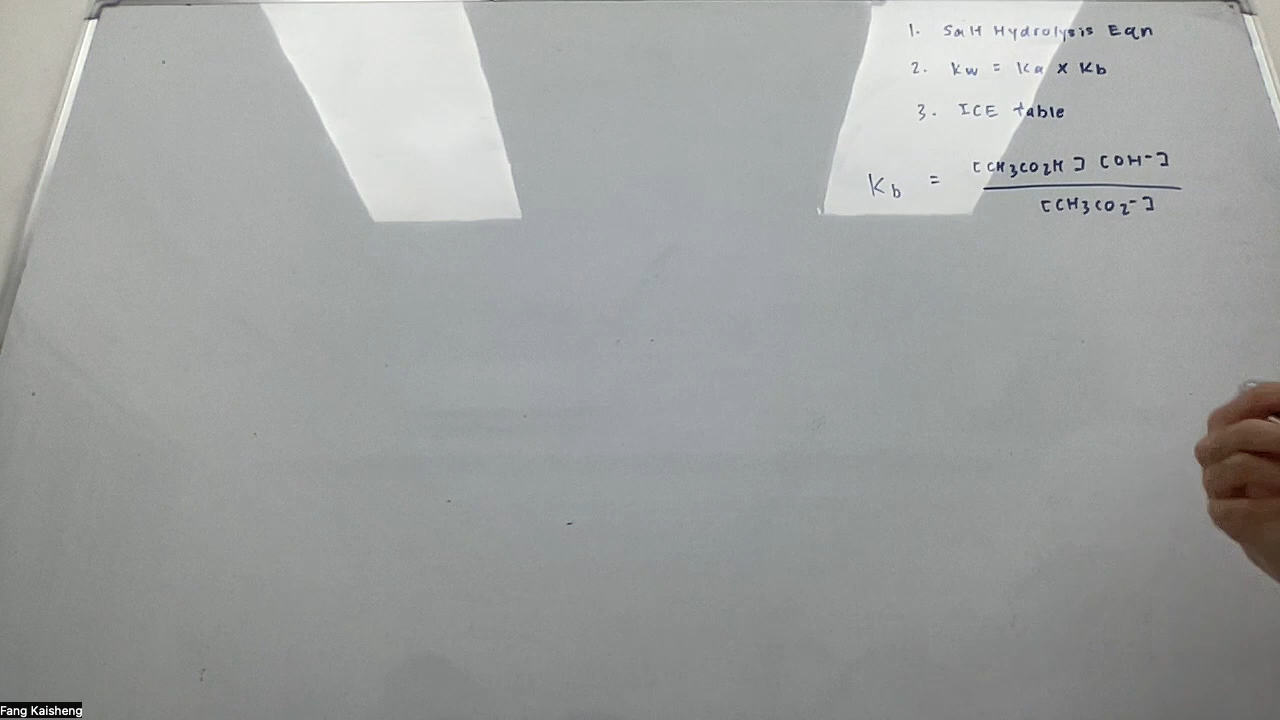 1. Salt Hydrolysis Eqn
2. Kw = Ka x Kb
3. ICE table
Kb = [CH3CO2H] [OH-]
[CH3CO2-]
Fang Kaisheng